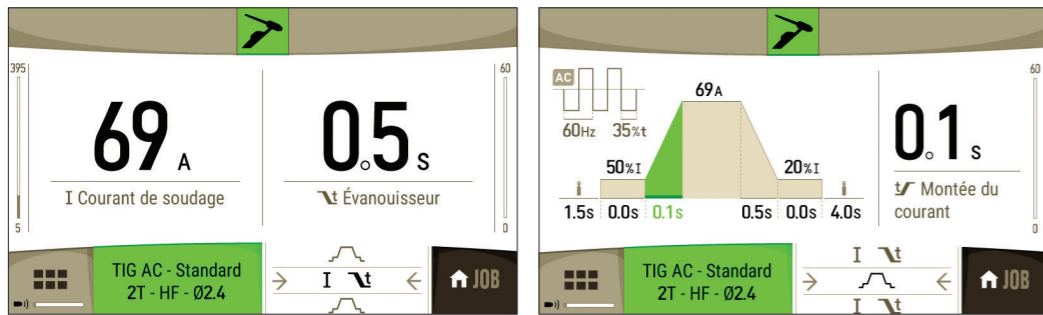 395
60
69 A
0.5 s
I Courant de soudage
t Évanouisseur
5
0
TIG AC - Standard
2T - HF - Ø2.4
I t
JOB
60
AC
69 A
60Hz 35%t
0.1 s
50%I
20%I
t Montée du
courant
1.5s 0.0s 0.1s 0.5s 0.0s 4.0s
0
TIG AC - Standard
2T - HF - Ø2.4
I t
I t
JOB